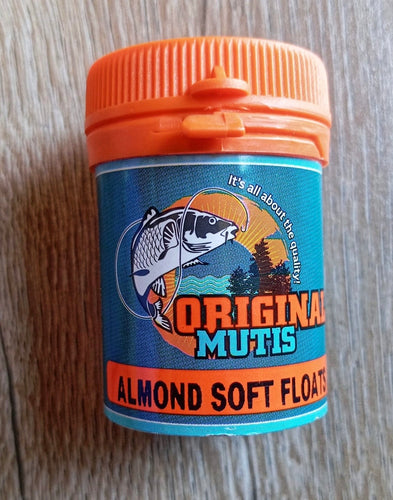 It's all about the quality!
ORIGINAL
MUTIS
ALMOND SOFT FLOATS